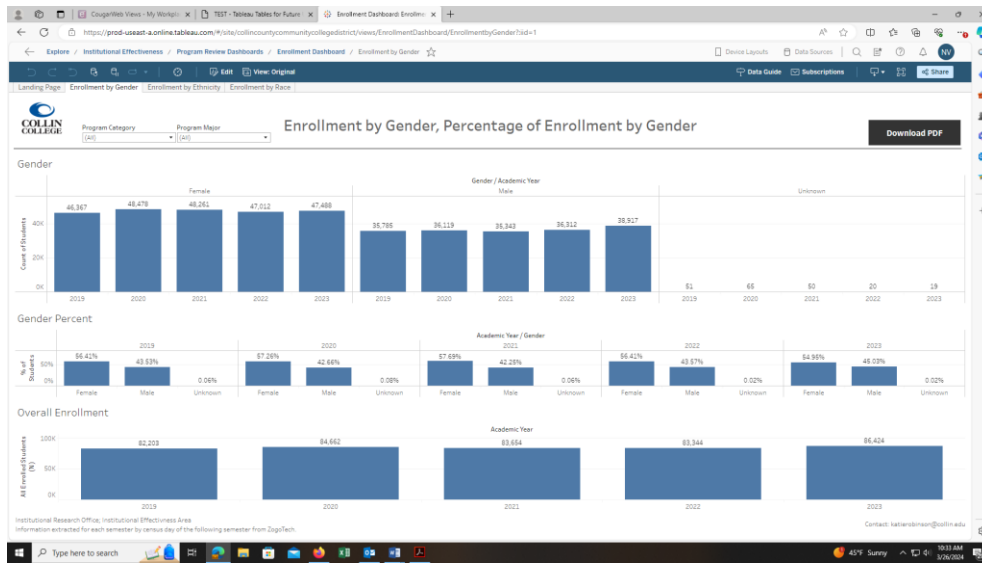 CougarWeb Views - My Workpla
TEST - Tableau Tables for Future
Enrollment Dashboard: Enrollme
https://prod-useast-a.online.tableau.com/#/site/collincountycommunitycollegedistrict/views/EnrollmentDashboard/EnrollmentbyGender?:iid=1
Explore / Institutional Effectiveness / Program Review Dashboards / Enrollment Dashboard / Enrollment by Gender
Device Layouts Data Sources NV
Edit View: Original Data Guide Subscriptions Share
Landing Page Enrollment by Gender Enrollment by Ethnicity Enrollment by Race
COLLIN
COLLEGE
Program Category Program Major
(All) (All)
Enrollment by Gender, Percentage of Enrollment by Gender
Download PDF
Gender
Gender / Academic Year
Female Male Unknown
Count of Students
40K
20K
0K
46,367 48,478 48,261 47,012 47,488 35,785 36,119 35,343 36,312 38,917 51 65 50 20 19
2019 2020 2021 2022 2023 2019 2020 2021 2022 2023 2019 2020 2021 2022 2023
Gender Percent
Academic Year / Gender
2019 2020 2021 2022 2023
% of
Students
50%
0%
56.41% 43.53% 0.06% 57.26% 42.66% 0.08% 57.69% 42.25% 0.06% 56.41% 43.57% 0.02% 54.95% 45.03% 0.02%
Female Male Unknown Female Male Unknown Female Male Unknown Female Male Unknown Female Male Unknown
Overall Enrollment
Academic Year
All Enrolled Students
(%)
100K
50K
0K
82,203 84,662 83,654 83,344 86,424
2019 2020 2021 2022 2023
Institutional Research Office; Institutional Effectiveness Area
Information extracted for each semester by census day of the following semester from ZogoTech.
Contact: katierobinson@collin.edu
Type here to search
45°F Sunny
10:33 AM
3/26/2024